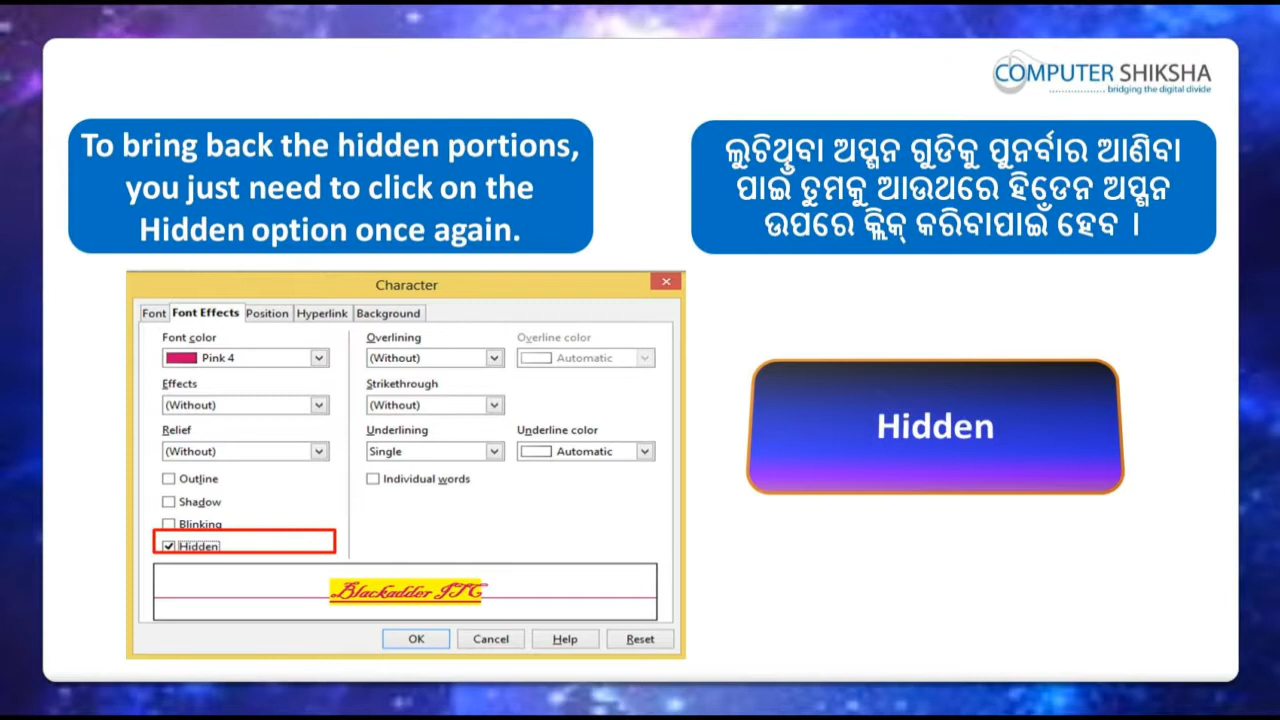 COMPUTER SHIKSHA
bridging the digital divide
To bring back the hidden portions,
you just need to click on the
Hidden option once again.
ଲୁଚିଥିବା ଅପ୍ସନ ଗୁଡିକୁ ପୁନର୍ବାର ଆଣିବା
ପାଇଁ ତୁମକୁ ଆଉଥରେ ହିଡେନ ଅପ୍ସନ
ଉପରେ କ୍ଲିକ୍ କରିବାପାଇଁ ହେବ ।
Character
Font Font Effects Position Hyperlink Background
Font color Overlining Overline color
Pink 4 (Without) Automatic
Effects Strikethrough
(Without) (Without)
Relief Underlining Underline color
(Without) Single Automatic
Outline Individual words
Shadow
Blinking
Hidden
Blackadder ITC
OK Cancel Help Reset
Hidden